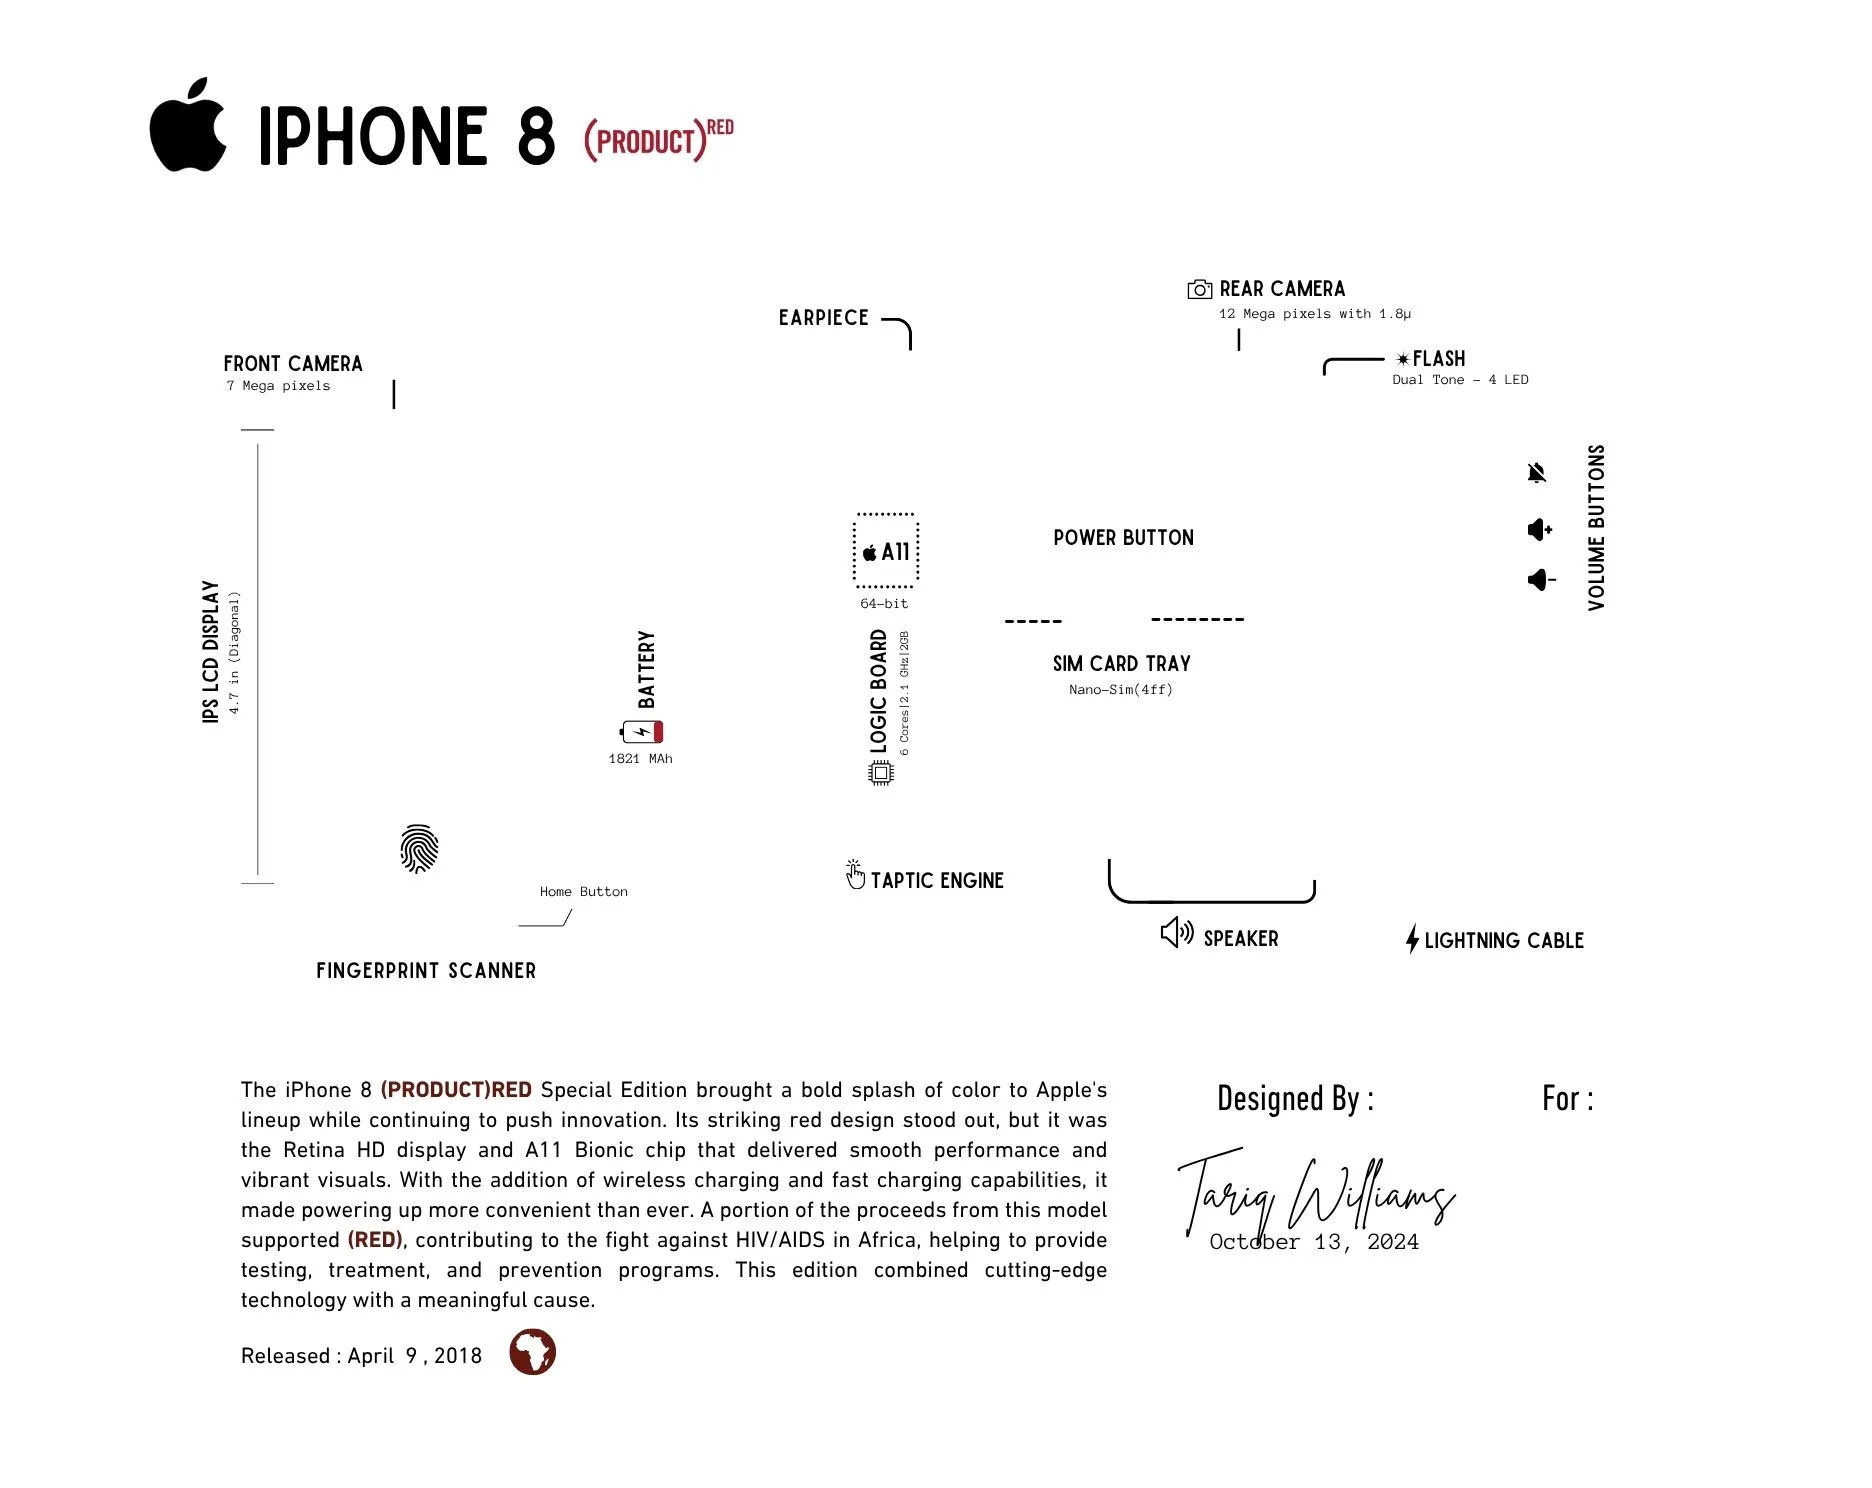 IPHONE 8 (PRODUCT)RED
REAR CAMERA
12 Mega pixels with 1.8µ
EARPIECE
FLASH
Dual Tone - 4 LED
FRONT CAMERA
7 Mega pixels
VOLUME BUTTONS
A11
64-bit
POWER BUTTON
IPS LCD DISPLAY
4.7 in (Diagonal)
BATTERY
1821 MAh
LOGIC BOARD
6 Cores|2.1 GHz|2GB
SIM CARD TRAY
Nano-Sim(4ff)
Home Button
TAPTIC ENGINE
SPEAKER
LIGHTNING CABLE
FINGERPRINT SCANNER
The iPhone 8 (PRODUCT)RED Special Edition brought a bold splash of color to Apple's
lineup while continuing to push innovation. Its striking red design stood out, but it was
the Retina HD display and A11 Bionic chip that delivered smooth performance and
vibrant visuals. With the addition of wireless charging and fast charging capabilities, it
made powering up more convenient than ever. A portion of the proceeds from this model
supported (RED), contributing to the fight against HIV/AIDS in Africa, helping to provide
testing, treatment, and prevention programs. This edition combined cutting-edge
technology with a meaningful cause.
Released : April 9 , 2018
Designed By :
For :
Tariq Williams
October 13, 2024